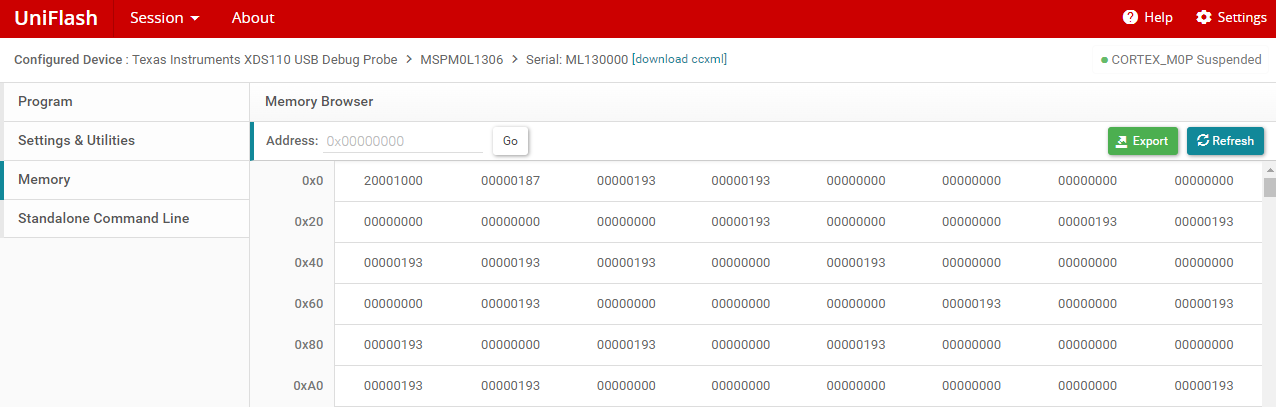 UniFlash Session About Help Settings
Configured Device : Texas Instruments XDS110 USB Debug Probe > MSPM0L1306 > Serial: ML130000 [download ccxml] CORTEX_M0P Suspended
Program
Settings & Utilities
Memory
Standalone Command Line
Memory Browser
Address: 0x00000000 Go Export Refresh
0x0 20001000 00000187 00000193 00000193 00000000 00000000 00000000 00000000
0x20 00000000 00000000 00000000 00000193 00000000 00000000 00000193 00000193
0x40 00000193 00000193 00000193 00000000 00000193 00000000 00000000 00000000
0x60 00000000 00000193 00000000 00000000 00000000 00000193 00000000 00000193
0x80 00000193 00000000 00000193 00000000 00000193 00000000 00000000 00000000
0xA0 00000193 00000193 00000000 00000000 00000000 00000000 00000000 00000193